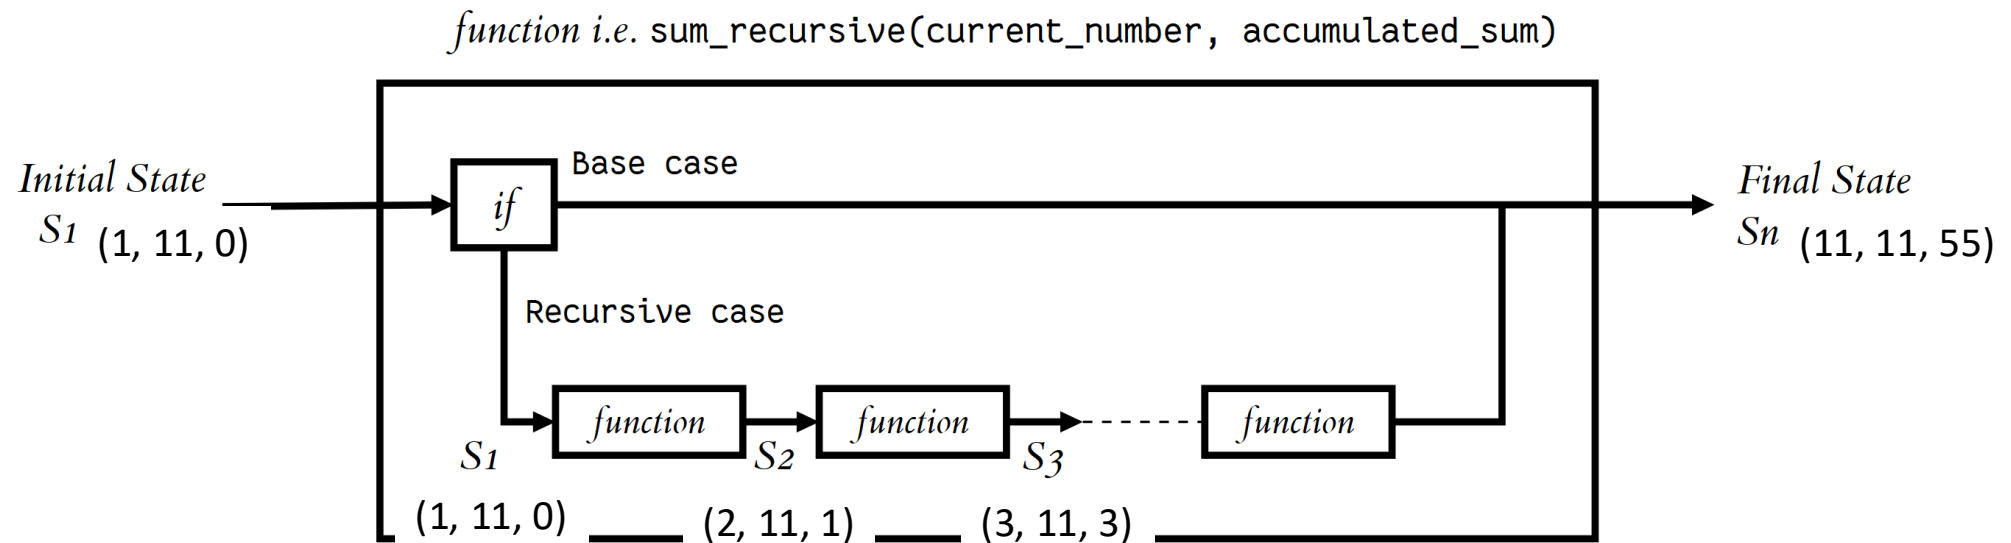 function i.e. sum_recursive(current_number, accumulated_sum)
Initial State
S1 (1, 11, 0)
if
Base case
Final State
Sn (11, 11, 55)
Recursive case
function
function
function
S1
S2
S3
(1, 11, 0)
(2, 11, 1)
(3, 11, 3)